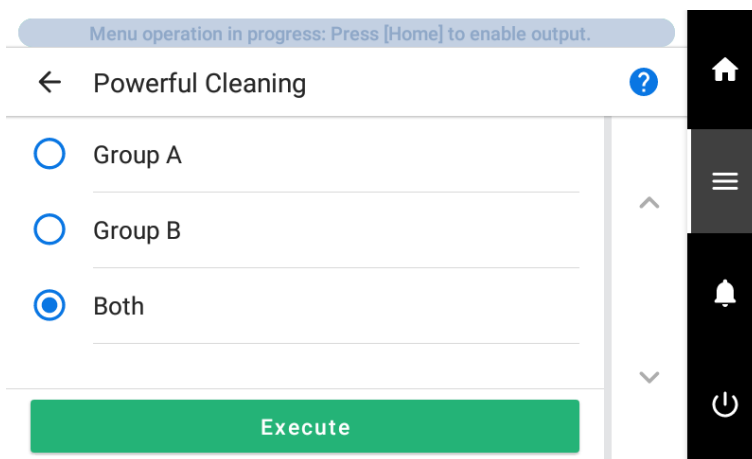 Menu operation in progress: Press [Home] to enable output.
Powerful Cleaning
?
Group A
Group B
Both
Execute